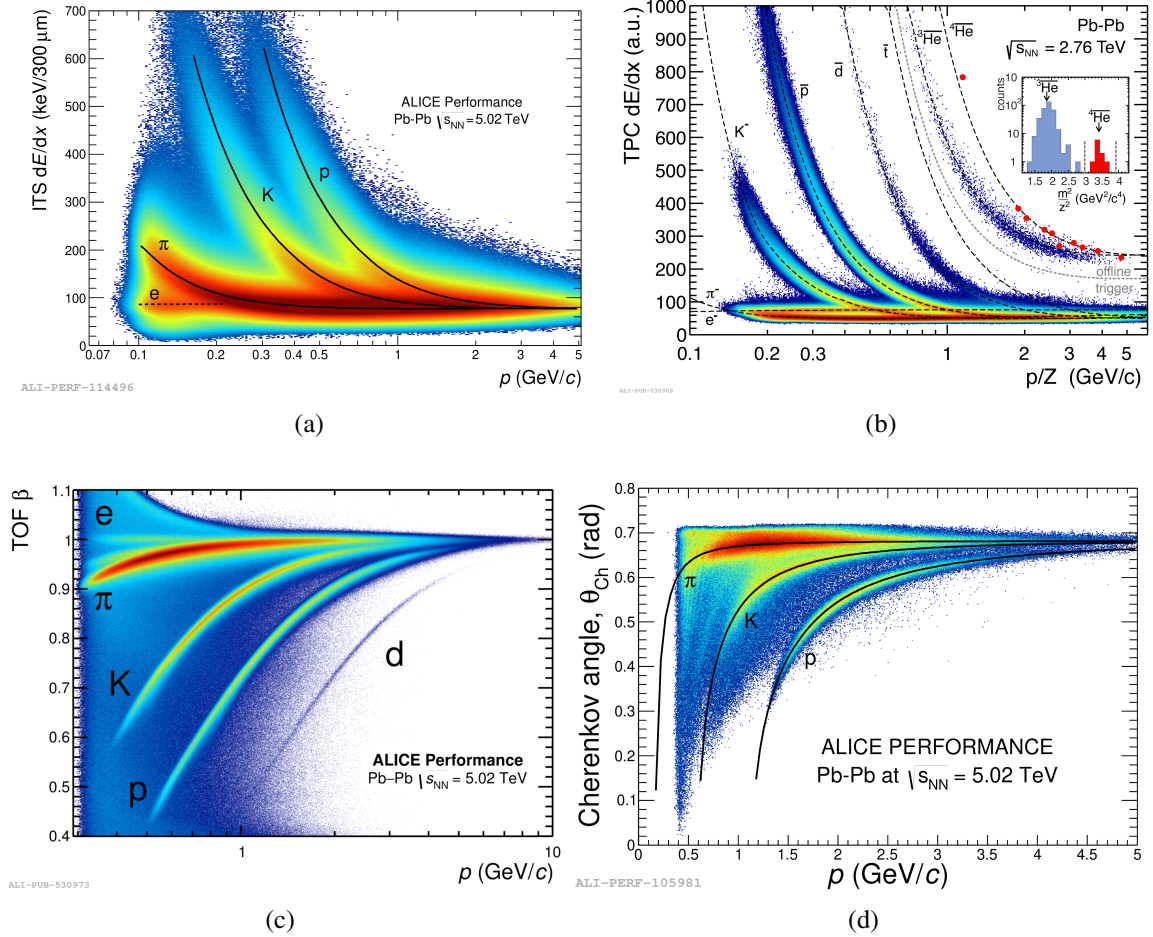 ITS dE/dx (keV/300 μm)
700
600
500
400
300
200
100
0
ALICE Performance
Pb-Pb √sNN = 5.02 TeV
π
e
K
p
0.07 0.1 0.2 0.3 0.4 0.5 1 2 3 4 5
p (GeV/c)
ALI-PERF-114496
(a)
TPC dE/dx (a.u.)
1000
900
800
700
600
500
400
300
200
100
0
K⁻
p̄
d̄
t̄
³H̅e̅
⁴H̅e̅
Pb-Pb
√sNN = 2.76 TeV
Counts
10
10²
10
1
³H̅e̅
⁴H̅e̅
1.5 2 2.5 3 3.5 4
m²/z² (GeV²/c⁴)
offline
trigger
π⁻
e⁻
0.1 0.2 0.3 1 2 3 4 5
p/Z (GeV/c)
ALI-PUB-530969
(b)
TOF β
1.1
1
0.9
0.8
0.7
0.6
0.5
0.4
e
π
K
p
d
ALICE Performance
Pb–Pb √sNN = 5.02 TeV
1 10
p (GeV/c)
ALI-PUB-530973
(c)
Cherenkov angle, θCh (rad)
0.8
0.7
0.6
0.5
0.4
0.3
0.2
0.1
0
π
K
p
ALICE PERFORMANCE
Pb-Pb at √sNN = 5.02 TeV
0 0.5 1 1.5 2 2.5 3 3.5 4 4.5 5
p (GeV/c)
ALI-PERF-105981
(d)